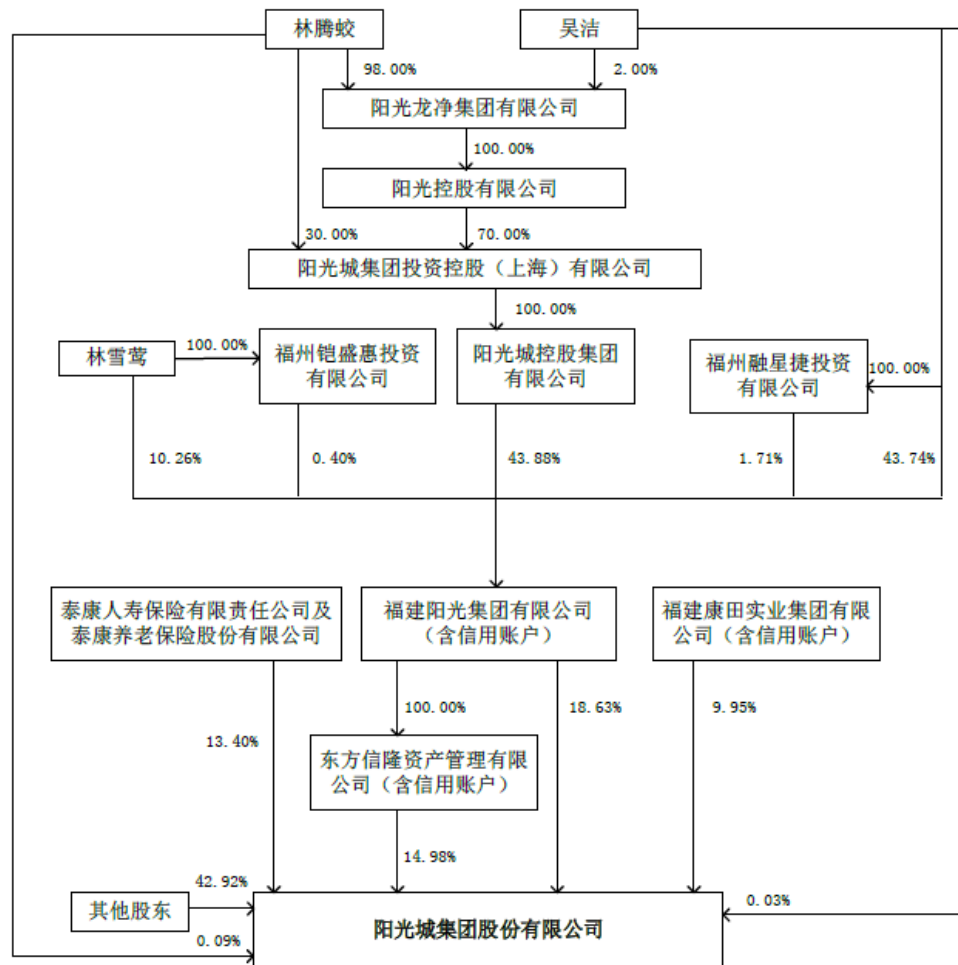 林腾蛟
吴洁
98.00%
2.00%
阳光龙净集团有限公司
100.00%
阳光控股有限公司
30.00%
70.00%
阳光城集团投资控股（上海）有限公司
100.00%
林雪莺
100.00%
福州铠盛惠投资
有限公司
阳光城控股集团
有限公司
福州融星捷投资
有限公司
100.00%
10.26%
0.40%
43.88%
1.71%
43.74%
泰康人寿保险有限责任公司及
泰康养老保险股份有限公司
福建阳光集团有限公司
（含信用账户）
福建康田实业集团有限
公司（含信用账户）
13.40%
100.00%
18.63%
9.95%
东方信隆资产管理有限
公司（含信用账户）
14.98%
42.92%
其他股东
0.09%
阳光城集团股份有限公司
0.03%